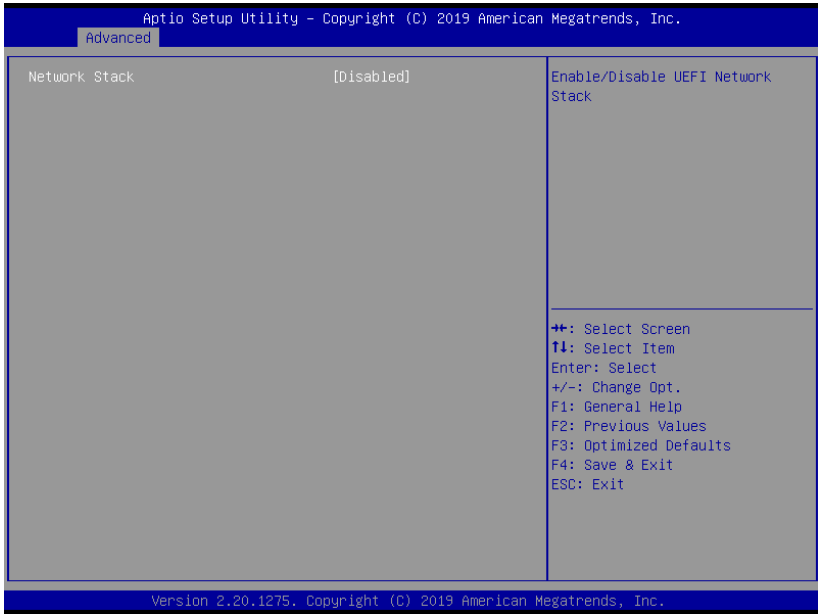 Aptio Setup Utility – Copyright (C) 2019 American Megatrends, Inc.
Advanced
Network Stack [Disabled]
Enable/Disable UEFI Network
Stack
→←: Select Screen
↑↓: Select Item
Enter: Select
+/-: Change Opt.
F1: General Help
F2: Previous Values
F3: Optimized Defaults
F4: Save & Exit
ESC: Exit
Version 2.20.1275. Copyright (C) 2019 American Megatrends, Inc.